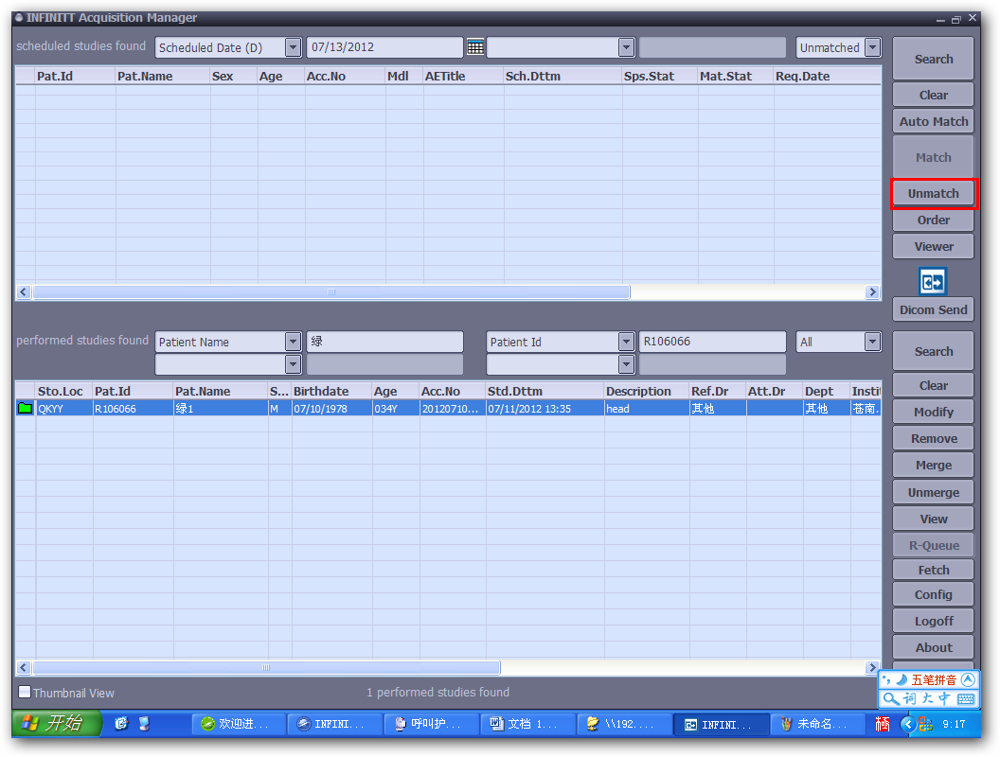 INFINITT Acquisition Manager
scheduled studies found Scheduled Date (D) 07/13/2012 Unmatched Search
Clear
Pat.Id Pat.Name Sex Age Acc.No Mdl AETitle Sch.Dttm Sps.Stat Mat.Stat Req.Date
Auto Match
Match
Unmatch
Order
Viewer
Dicom Send
performed studies found Patient Name 绿 Patient Id R106066 All Search
Clear
Sto.Loc Pat.Id Pat.Name S... Birthdate Age Acc.No Std.Dttm Description Ref.Dr Att.Dr Dept Instit
QKYY R106066 绿1 M 07/10/1978 034Y 20120710... 07/11/2012 13:35 head 其他 其他 苍南.
Modify
Remove
Merge
Unmerge
View
R-Queue
Fetch
Config
Logoff
About
五笔拼音
词大中
Thumbnail View 1 performed studies found
开始 欢迎进... INFINI... 呼叫护... 文档 1... \\192.... INFINI... 未命名... 9:17